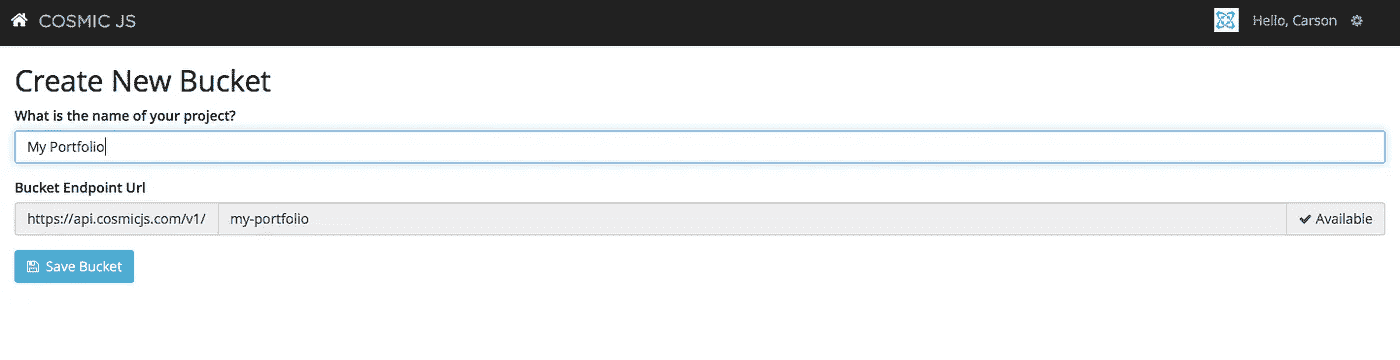 COSMIC JS Hello, Carson
Create New Bucket
What is the name of your project?
My Portfolio
Bucket Endpoint Url
https://api.cosmicjs.com/v1/ my-portfolio Available
Save Bucket